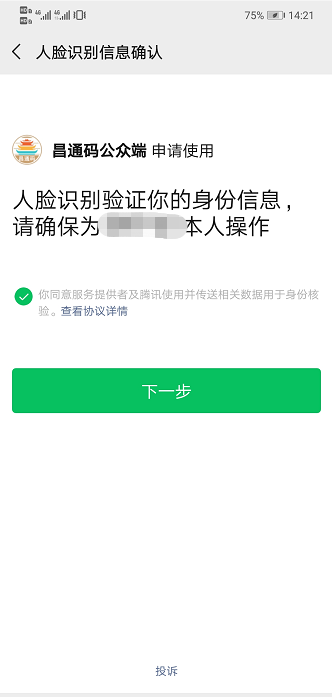 HD 4G 4G 75% 14:21
人脸识别信息确认
昌通码公众端 申请使用
人脸识别验证你的身份信息，
请确保为 本人操作
你同意服务提供者及腾讯使用并传送相关数据用于身份核
验。查看协议详情
下一步
投诉